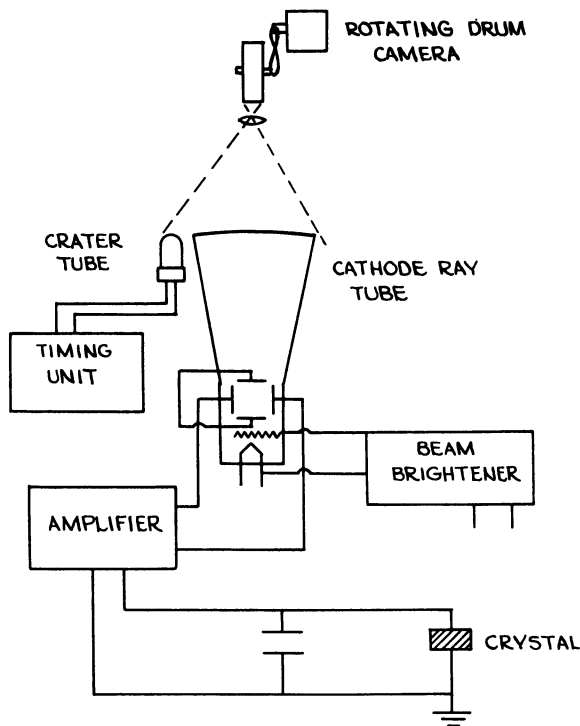 ROTATING DRUM
CAMERA
CRATER
TUBE
CATHODE RAY
TUBE
TIMING
UNIT
BEAM
BRIGHTENER
AMPLIFIER
CRYSTAL